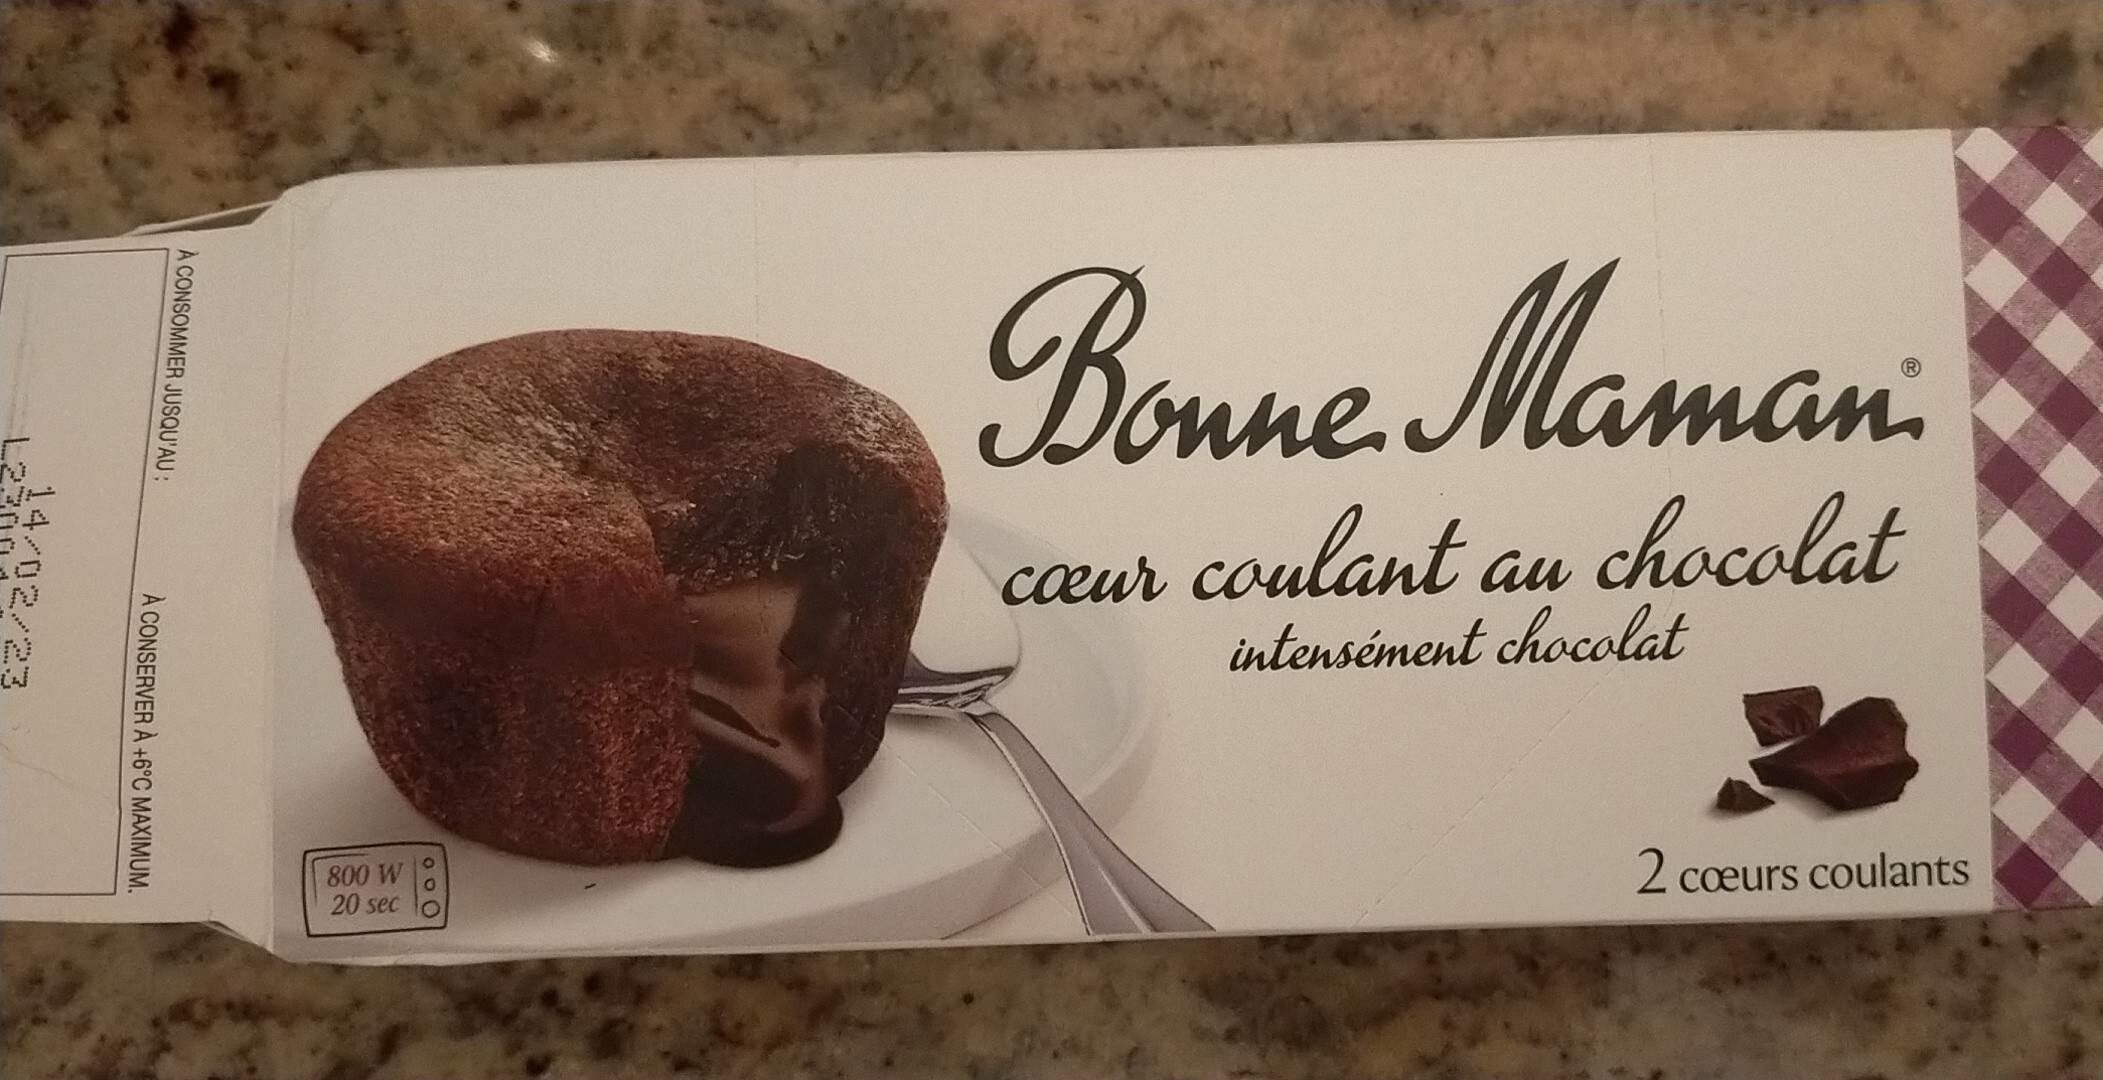 Bonne Maman®
cœur coulant au chocolat
intensément chocolat
2 cœurs coulants
800 W
20 sec
À CONSOMMER JUSQU'AU :
À CONSERVER À +6°C MAXIMUM.
14/02/23